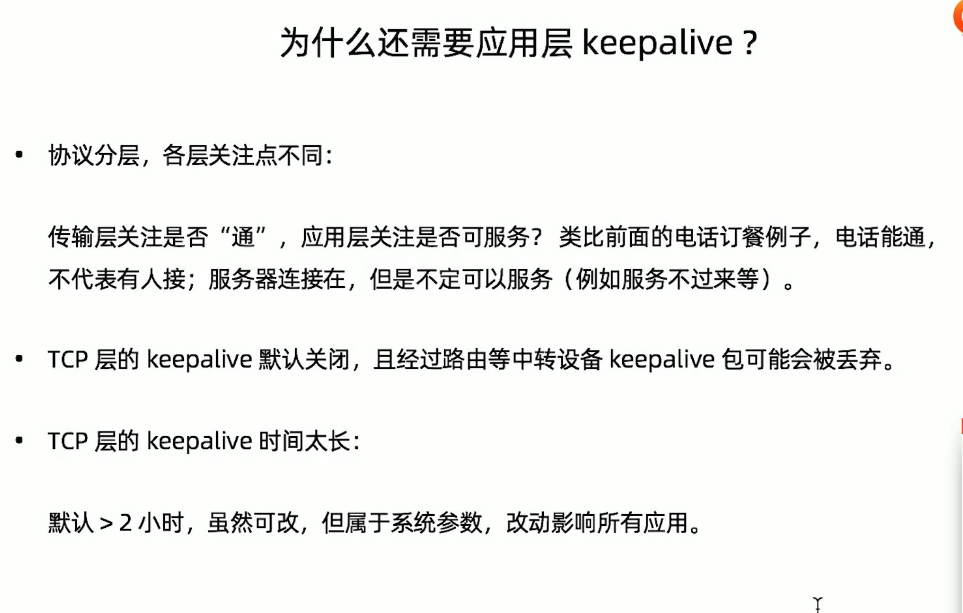 为什么还需要应用层 keepalive？
• 协议分层，各层关注点不同：
传输层关注是否“通”，应用层关注是否可服务？ 类比前面的电话订餐例子，电话能通，
不代表有人接；服务器连接在，但是不定可以服务（例如服务不过来等）。
• TCP 层的 keepalive 默认关闭，且经过路由等中转设备 keepalive 包可能会被丢弃。
• TCP 层的 keepalive 时间太长：
默认 > 2 小时，虽然可改，但属于系统参数，改动影响所有应用。